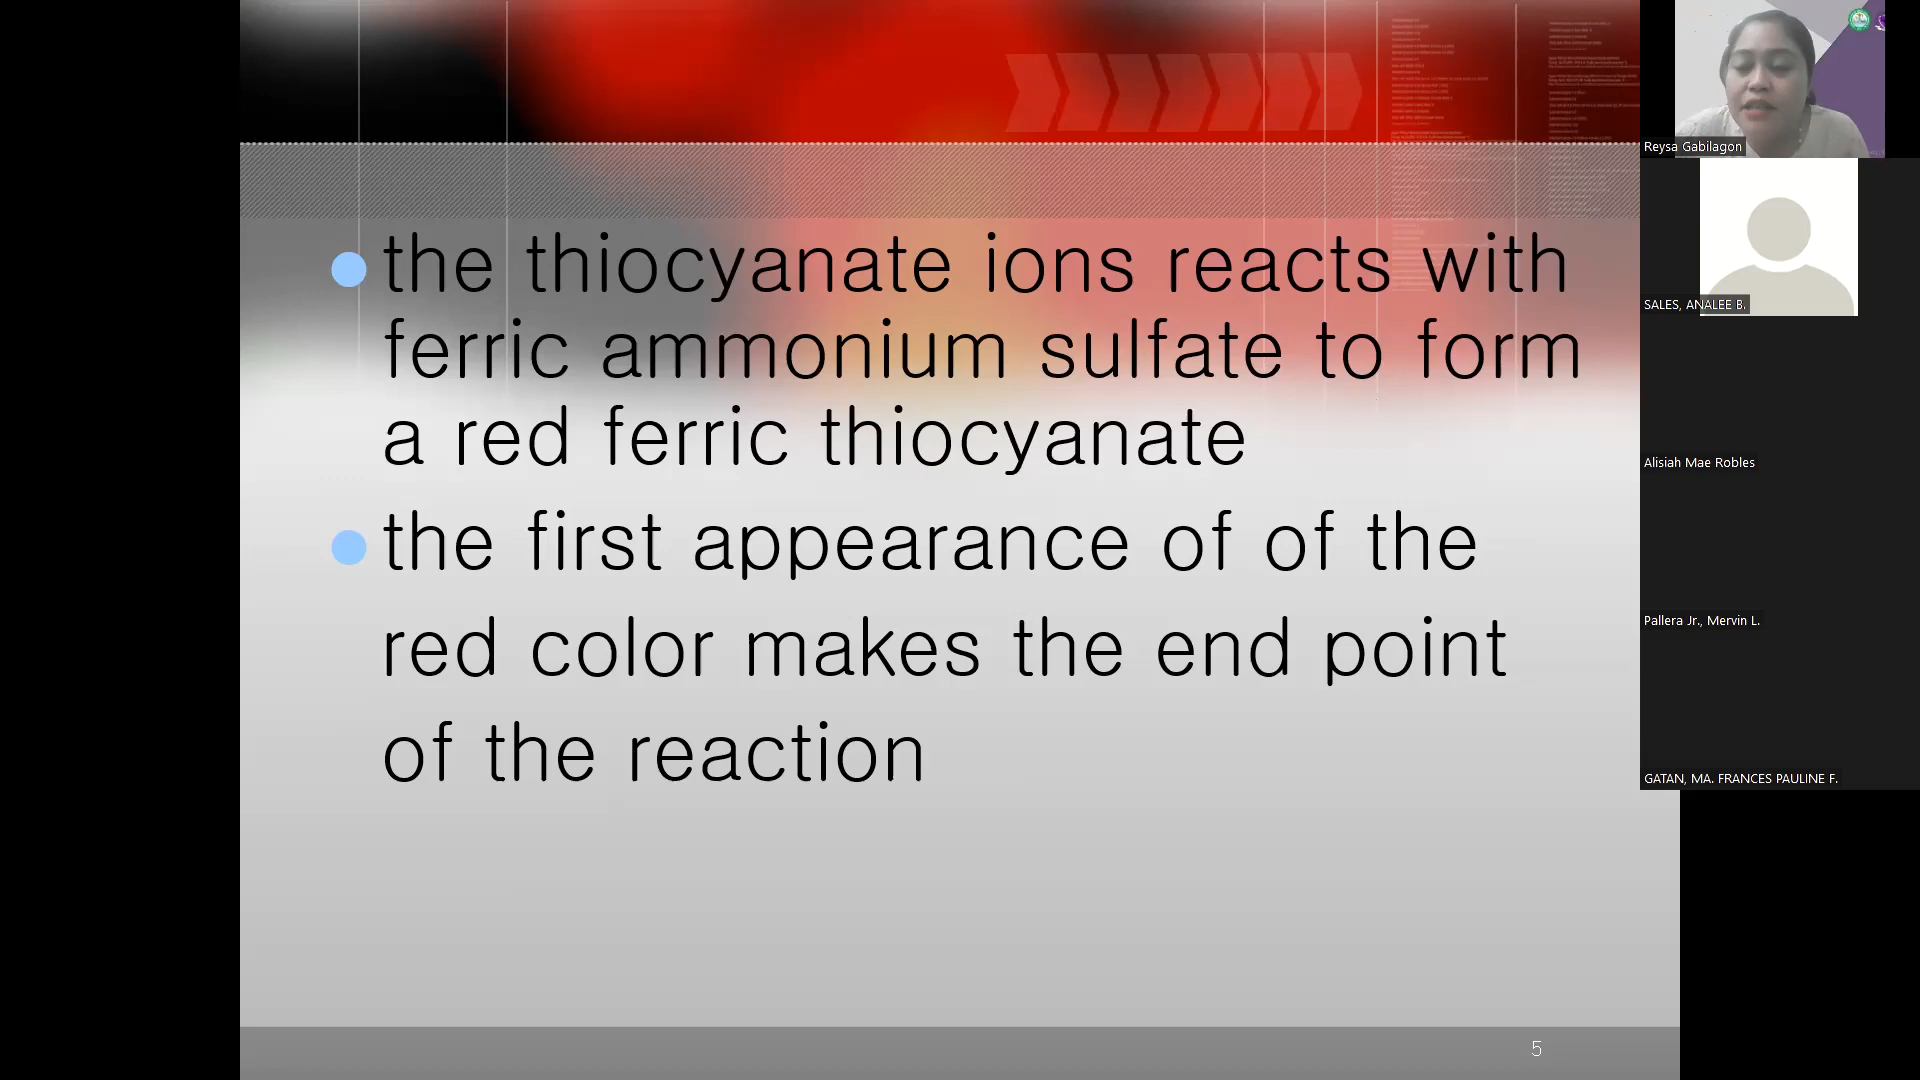 the thiocyanate ions reacts with
ferric ammonium sulfate to form
a red ferric thiocyanate
the first appearance of of the
red color makes the end point
of the reaction
5
Reysa Gabilagon
SALES, ANALEE B.
Alisiah Mae Robles
Pallera Jr., Mervin L.
GATAN, MA. FRANCES PAULINE F.